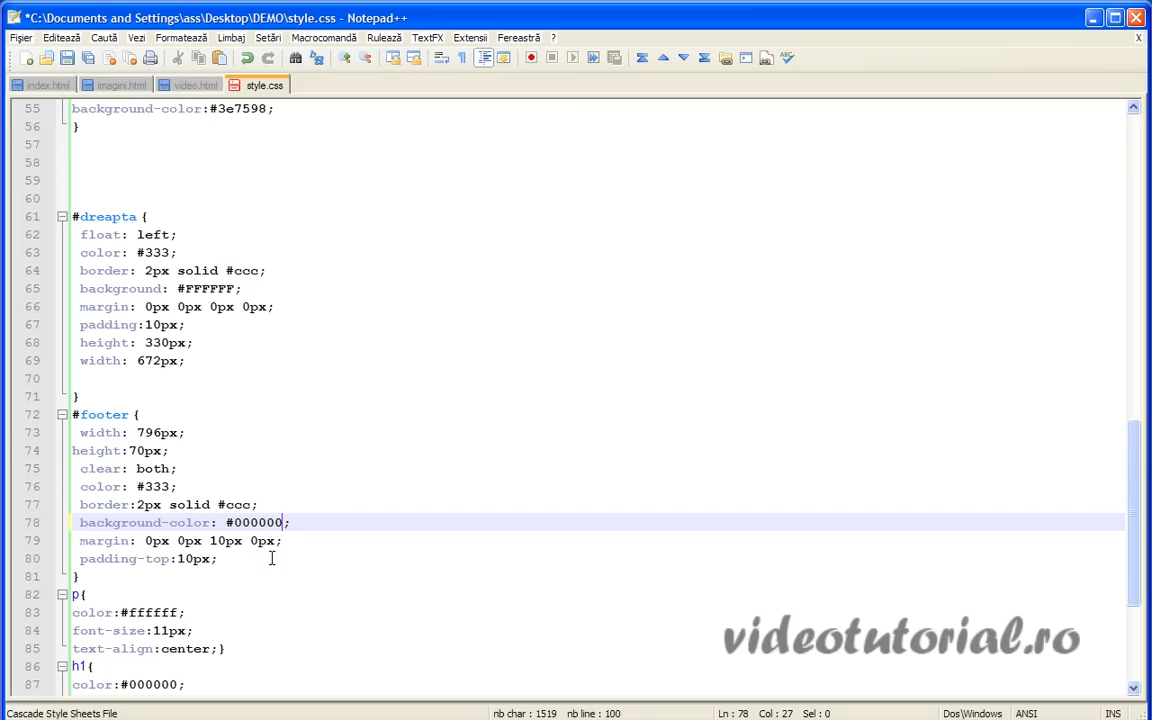 *C:\Documents and Settings\ass\Desktop\DEMO\style.css - Notepad++
Fişier Editează Caută Vezi Formatează Limbaj Setări Macrocomandă Rulează TextFX Extensii Fereastră ? X
index.html imagini.html video.html style.css
55 background-color:#3e7598;
56 }
57
58
59
60
61 #dreapta {
62 float: left;
63 color: #333;
64 border: 2px solid #ccc;
65 background: #FFFFFF;
66 margin: 0px 0px 0px 0px;
67 padding:10px;
68 height: 330px;
69 width: 672px;
70
71 }
72 #footer {
73 width: 796px;
74 height:70px;
75 clear: both;
76 color: #333;
77 border:2px solid #ccc;
78 background-color: #000000;
79 margin: 0px 0px 10px 0px;
80 padding-top:10px;
81 }
82 p{
83 color:#ffffff;
84 font-size:11px;
85 text-align:center;}
86 h1{
87 color:#000000;
videotutorial.ro
Cascade Style Sheets File nb char : 1519 nb line : 100 Ln : 78 Col : 27 Sel : 0 Dos\Windows ANSI INS